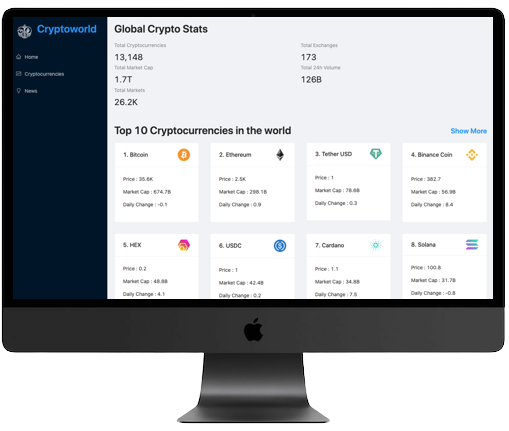 Cryptoworld
Home
Cryptocurrencies
News
Global Crypto Stats
Total Cryptocurrencies
13,148
Total Exchanges
173
Total Market Cap
1.7T
Total 24h Volume
126B
Total Markets
26.2K
Top 10 Cryptocurrencies in the world
Show More
1. Bitcoin
Price : 35.6K
Market Cap : 674.7B
Daily Change : -0.1
2. Ethereum
Price : 2.5K
Market Cap : 298.1B
Daily Change : 0.9
3. Tether USD
Price : 1
Market Cap : 78.6B
Daily Change : 0.3
4. Binance Coin
Price : 382.7
Market Cap : 56.9B
Daily Change : 8.4
5. HEX
Price : 0.2
Market Cap : 48.8B
Daily Change : 4.1
6. USDC
Price : 1
Market Cap : 42.4B
Daily Change : 0.2
7. Cardano
Price : 1.1
Market Cap : 34.8B
Daily Change : 7.5
8. Solana
Price : 100.8
Market Cap : 31.7B
Daily Change : -0.8